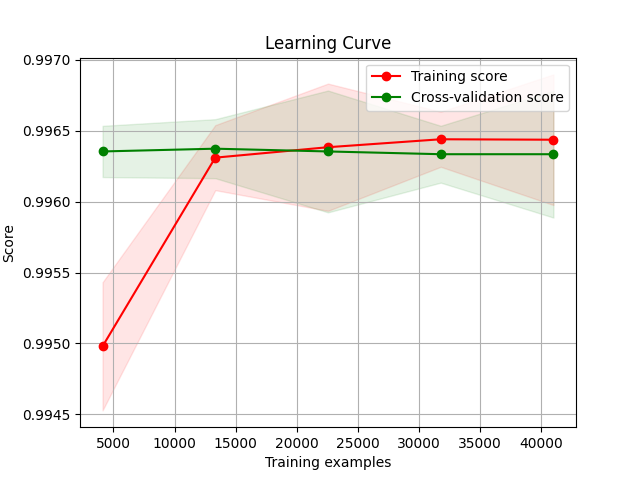 Learning Curve
Training score
Cross-validation score
0.9970
0.9965
0.9960
0.9955
0.9950
0.9945
Score
5000 10000 15000 20000 25000 30000 35000 40000
Training examples